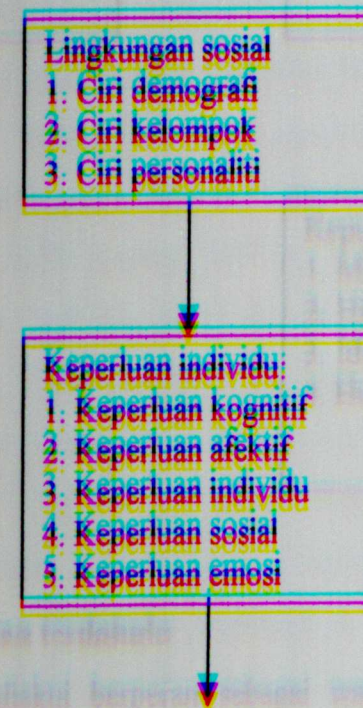 Lingkungan sosial
1. Ciri demografi
2. Ciri kelompok
3. Ciri personaliti
Keperluan individu:
1. Keperluan kognitif
2. Keperluan afektif
3. Keperluan individu
4. Keperluan sosial
5. Keperluan emosi